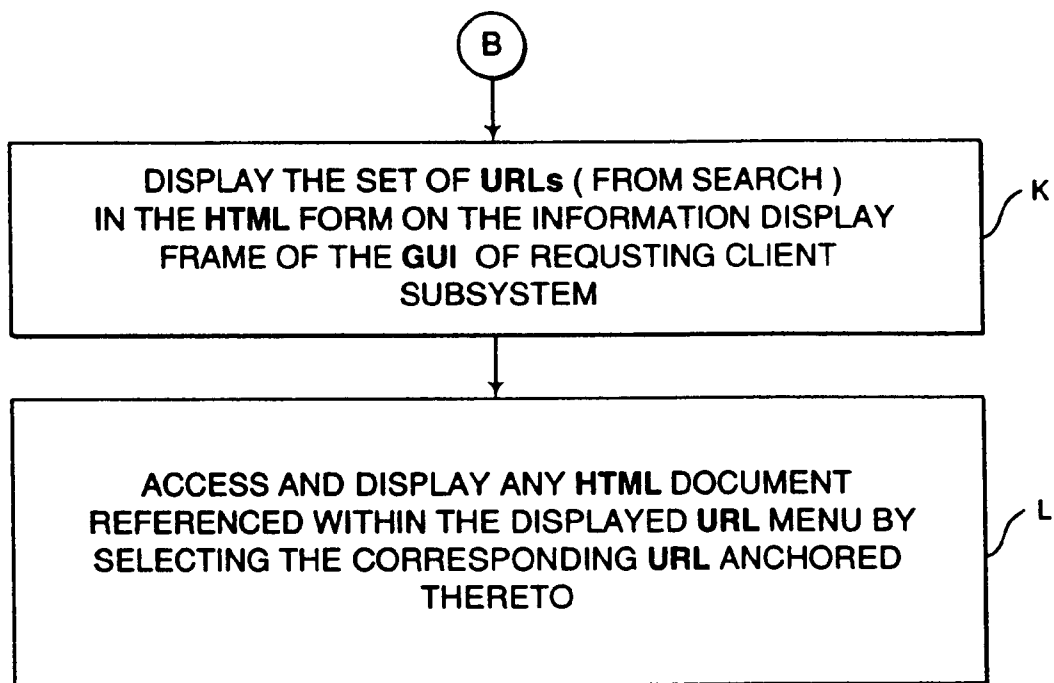 B
DISPLAY THE SET OF URLs ( FROM SEARCH )
IN THE HTML FORM ON THE INFORMATION DISPLAY
FRAME OF THE GUI OF REQUSTING CLIENT
SUBSYSTEM
K
ACCESS AND DISPLAY ANY HTML DOCUMENT
REFERENCED WITHIN THE DISPLAYED URL MENU BY
SELECTING THE CORRESPONDING URL ANCHORED
THERETO
L